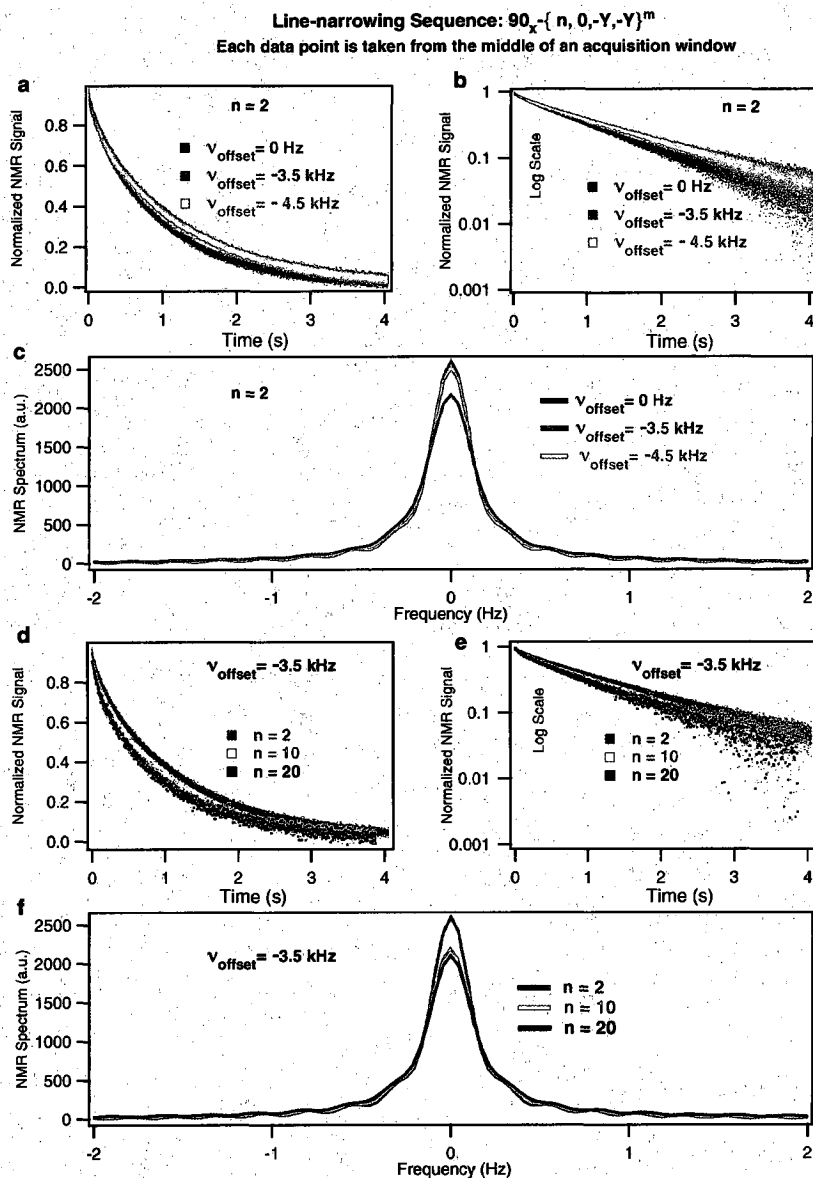 Line-narrowing Sequence: 90x-{ n, 0,-Y,-Y}m
Each data point is taken from the middle of an acquisition window
a
Normalized NMR Signal
0.8
0.6
0.4
0.2
0.0
n = 2
νoffset= 0 Hz
νoffset= -3.5 kHz
νoffset= - 4.5 kHz
0 1 2 3 4
Time (s)
b
Normalized NMR Signal
1
0.1
0.01
0.001
Log Scale
n = 2
νoffset= 0 Hz
νoffset= -3.5 kHz
νoffset= - 4.5 kHz
0 1 2 3 4
Time (s)
c
NMR Spectrum (a.u.)
2500
2000
1500
1000
500
0
n = 2
νoffset= 0 Hz
νoffset= -3.5 kHz
νoffset= -4.5 kHz
-2 -1 0 1 2
Frequency (Hz)
d
Normalized NMR Signal
0.8
0.6
0.4
0.2
0.0
νoffset= -3.5 kHz
n = 2
n = 10
n = 20
0 1 2 3 4
Time (s)
e
Normalized NMR Signal
1
0.1
0.01
0.001
Log Scale
νoffset= -3.5 kHz
n = 2
n = 10
n = 20
0 1 2 3 4
Time (s)
f
NMR Spectrum (a.u.)
2500
2000
1500
1000
500
0
νoffset= -3.5 kHz
n = 2
n = 10
n = 20
-2 -1 0 1 2
Frequency (Hz)